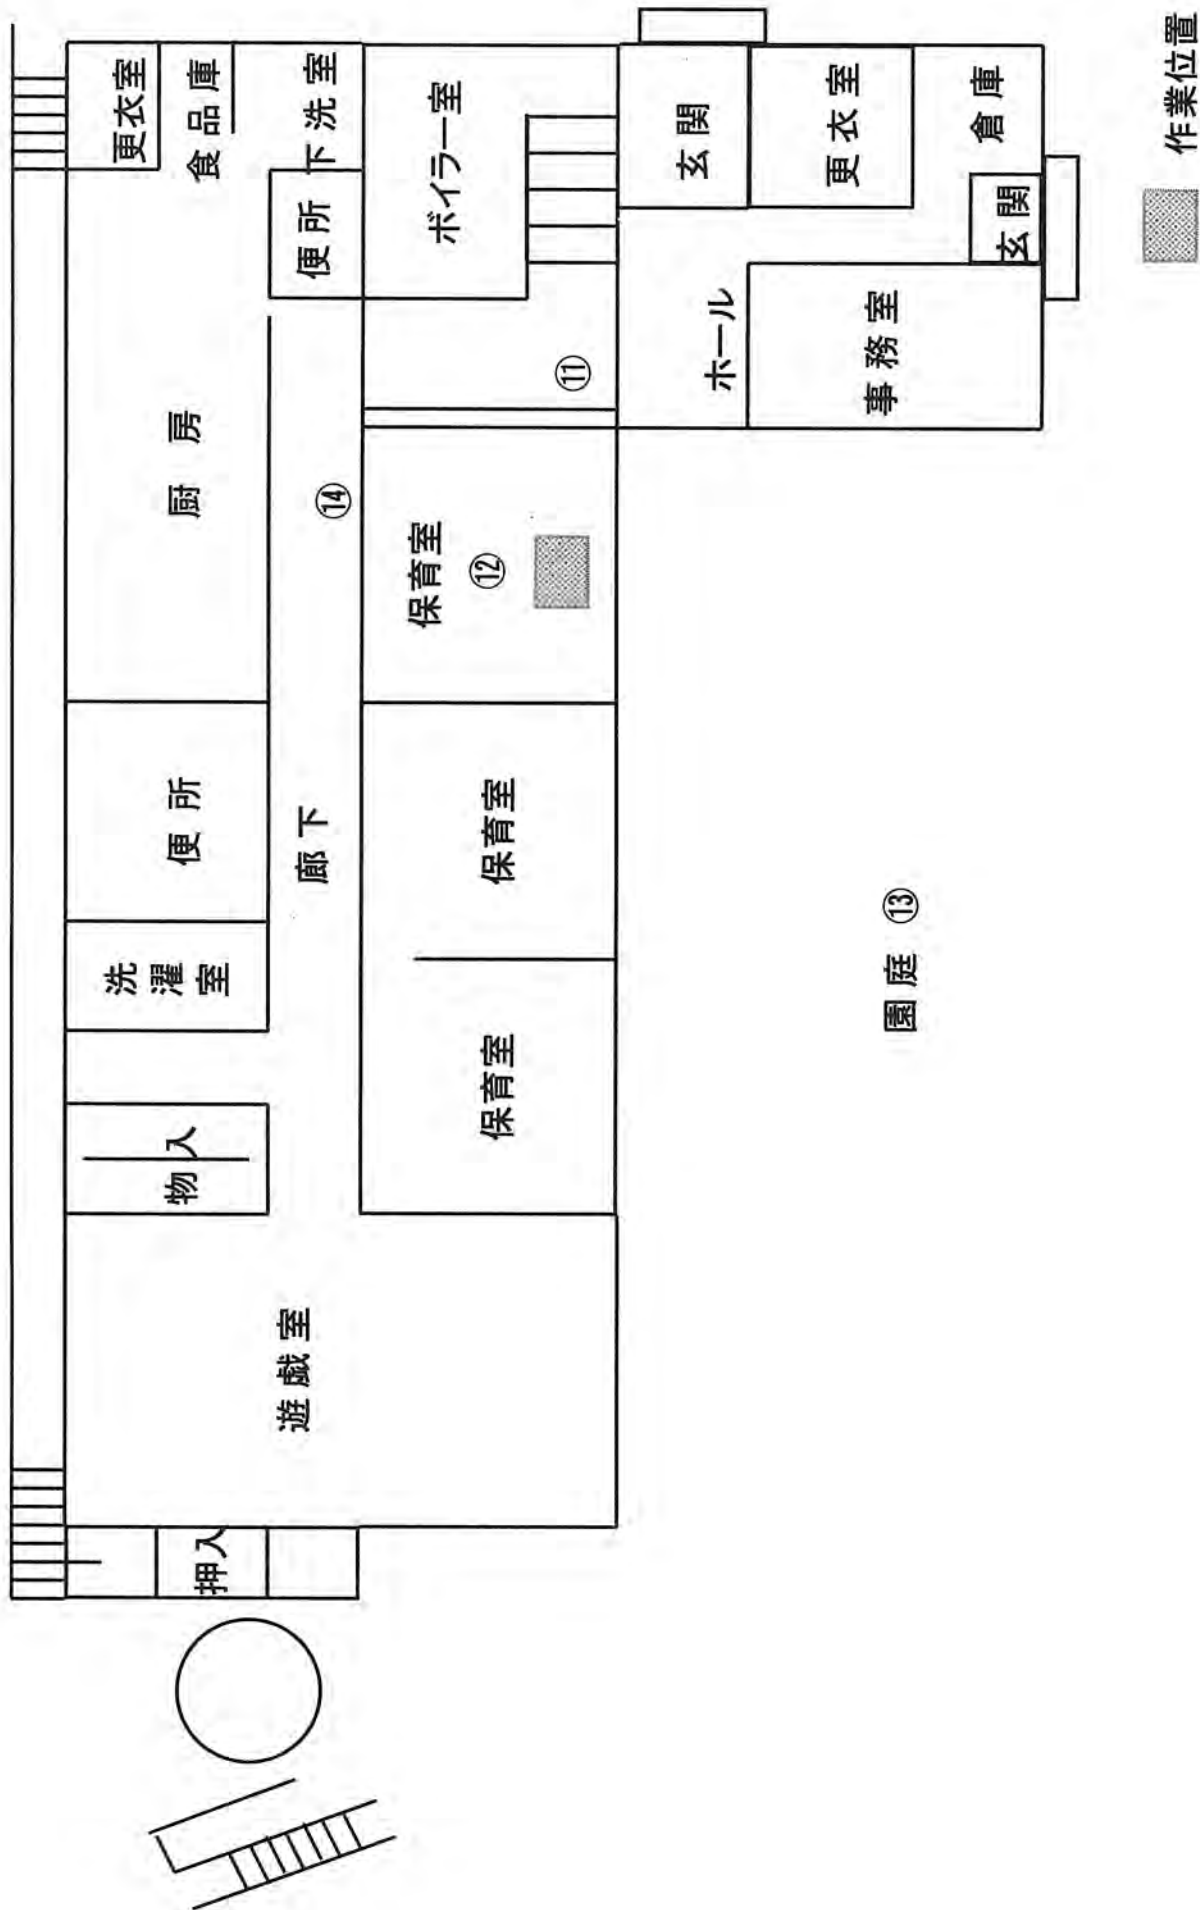 更衣室
食品庫
下洗室
便所
ボイラー室
玄関
更衣室
倉庫
玄関
ホール
事務室
厨房
⑭
⑪
保育室
⑫
便所
廊下
保育室
洗濯室
保育室
物入
遊戯室
押入
園庭 ⑬
作業位置